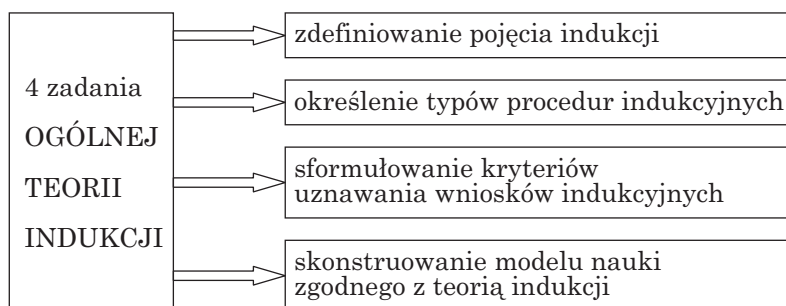 4 zadania
OGÓLNEJ
TEORII
INDUKCJI
zdefiniowanie pojęcia indukcji
określenie typów procedur indukcyjnych
sformułowanie kryteriów
uznawania wniosków indukcyjnych
skonstruowanie modelu nauki
zgodnego z teorią indukcji